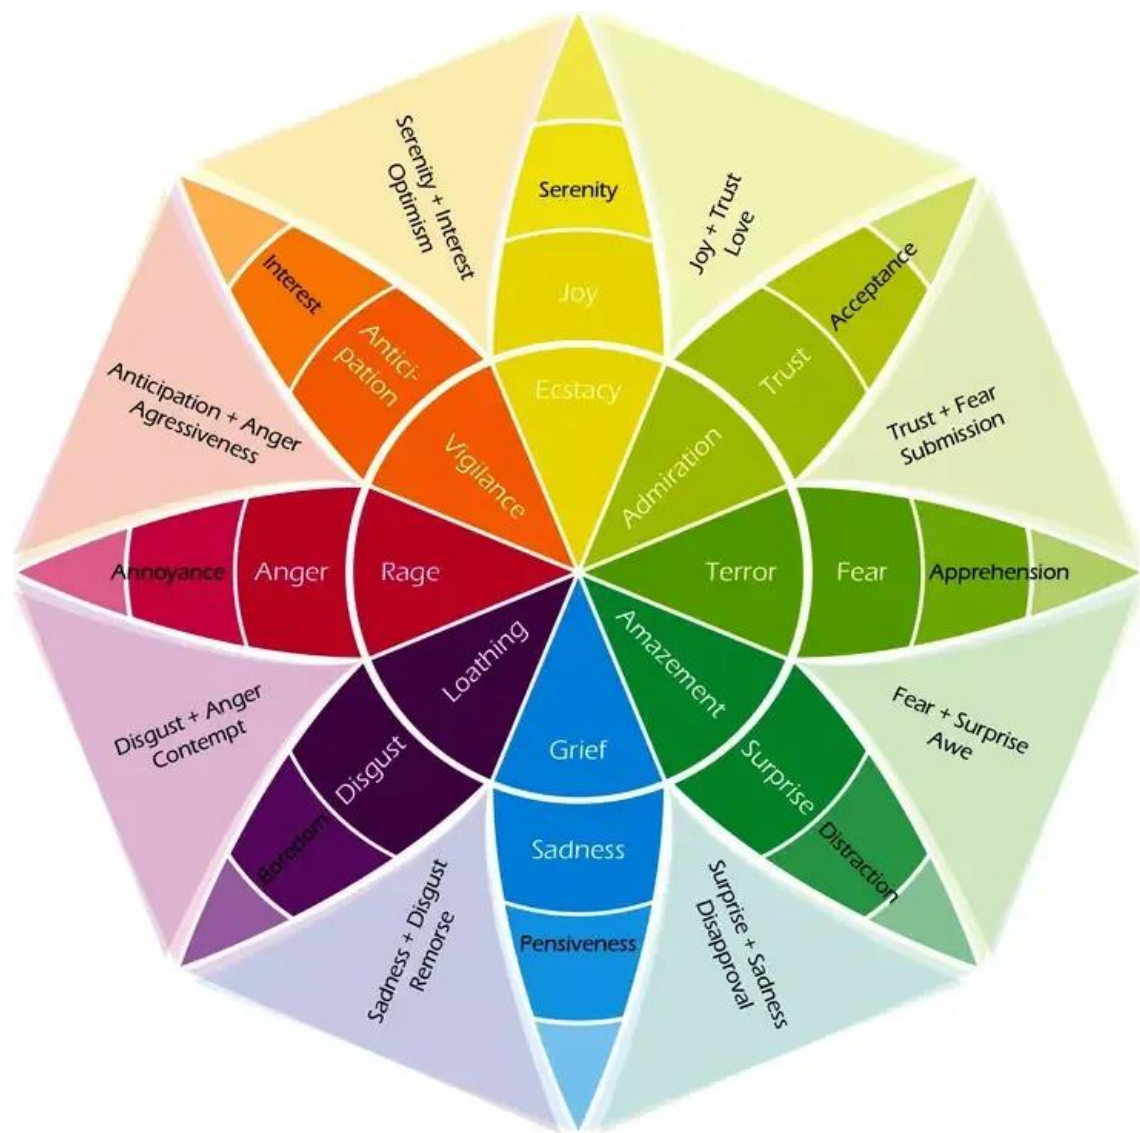 Serenity + Interest
Optimism
Serenity
Joy + Trust
Love
Interest
Joy
Acceptance
Antici-
pation
Ecstacy
Trust
Anticipation + Anger
Agressiveness
Vigilance
Admiration
Trust + Fear
Submission
Annoyance
Anger
Rage
Terror
Fear
Apprehension
Loathing
Amazement
Disgust + Anger
Contempt
Disgust
Grief
Surprise
Fear + Surprise
Awe
Boredom
Sadness
Distraction
Sadness + Disgust
Remorse
Pensiveness
Surprise + Sadness
Disapproval